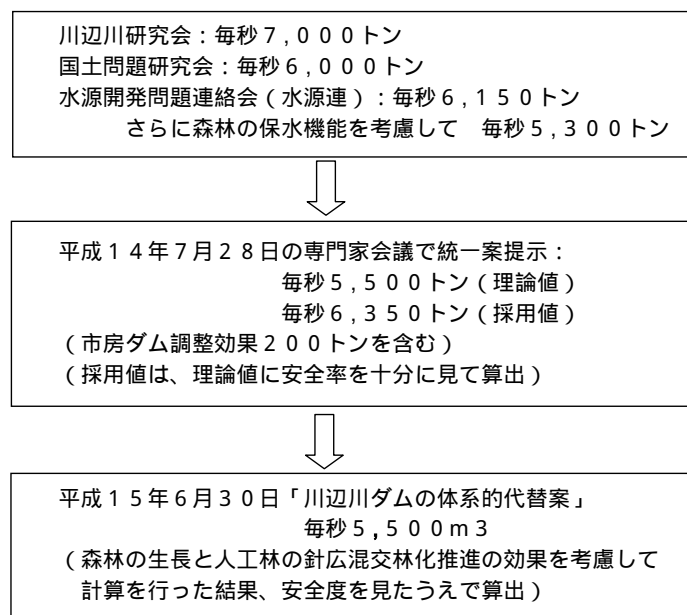 川辺川研究会：毎秒７,０００トン
国土問題研究会：毎秒６,０００トン
水源開発問題連絡会（水源連）：毎秒６,１５０トン
さらに森林の保水機能を考慮して　毎秒５,３００トン
平成１４年７月２８日の専門家会議で統一案提示：
毎秒５,５００トン（理論値）
毎秒６,３５０トン（採用値）
（市房ダム調整効果２００トンを含む）
（採用値は、理論値に安全率を十分に見て算出）
平成１５年６月３０日「川辺川ダムの体系的代替案」
毎秒５,５００ｍ３
（森林の生長と人工林の針広混交林化推進の効果を考慮して
計算を行った結果、安全度を見たうえで算出）